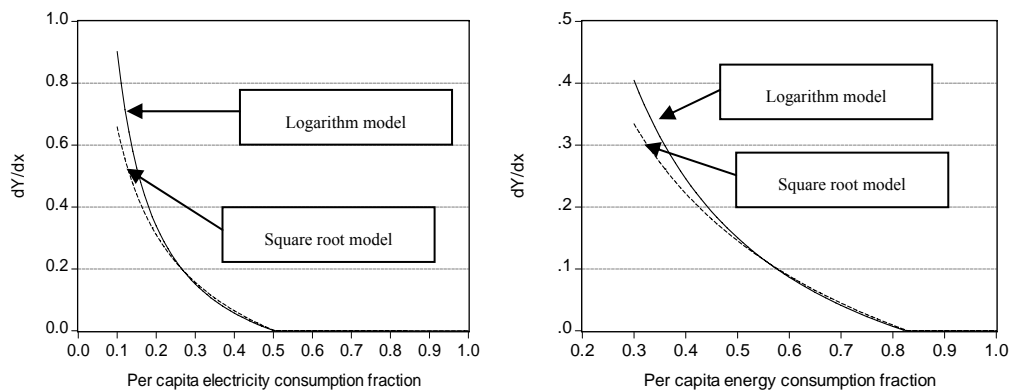 1.0
0.8
0.6
0.4
0.2
0.0
dY/dx
Logarithm model
Square root model
0.0 0.1 0.2 0.3 0.4 0.5 0.6 0.7 0.8 0.9 1.0
Per capita electricity consumption fraction
.5
.4
.3
.2
.1
.0
dY/dx
Logarithm model
Square root model
0.2 0.3 0.4 0.5 0.6 0.7 0.8 0.9 1.0
Per capita energy consumption fraction